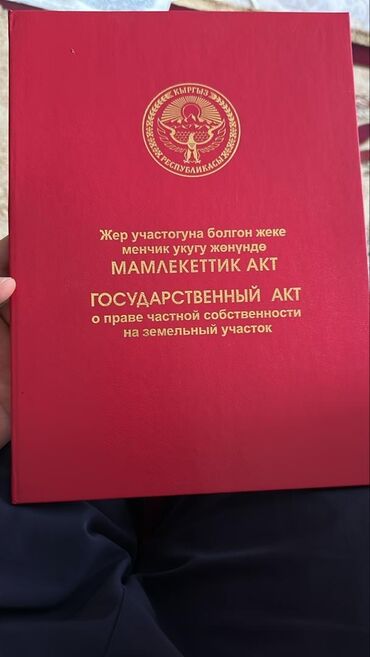 КЫРГЫЗ
РЕСПУБЛИКАСЫ
Жер участогуна болгон жеке
менчик укугу жөнүндө
МАМЛЕКЕТТИК АКТ
ГОСУДАРСТВЕННЫЙ АКТ
о праве частной собственности
на земельный участок